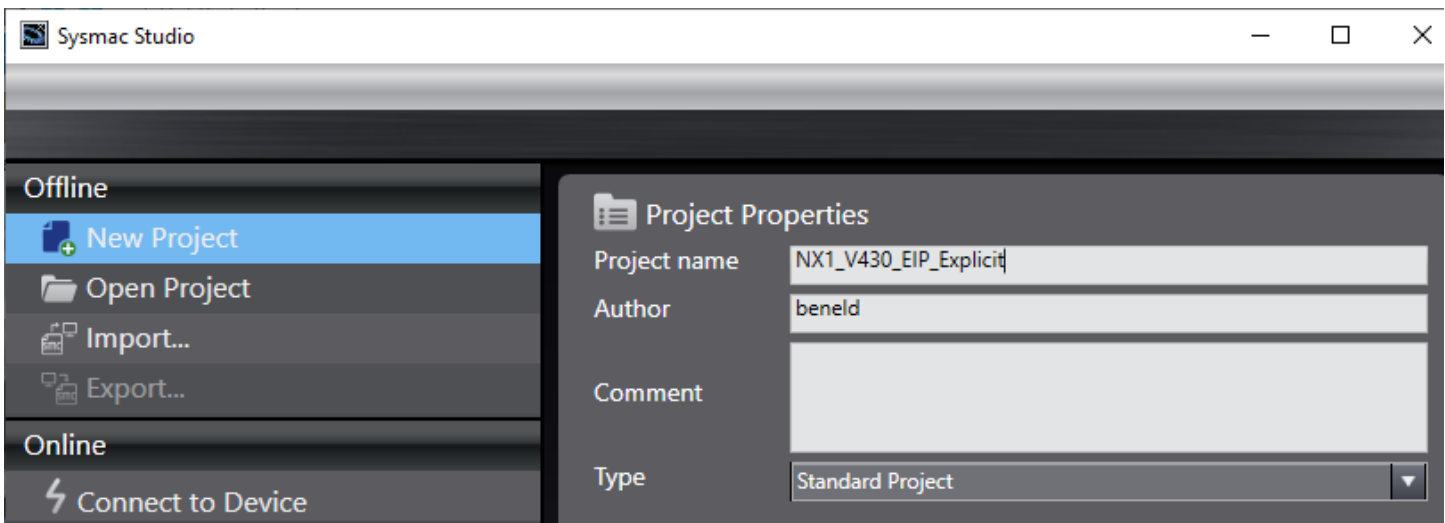 Sysmac Studio
Offline
New Project
Open Project
Import...
Export...
Online
Connect to Device
Project Properties
Project name NX1_V430_EIP_Explicit
Author beneld
Comment
Type Standard Project